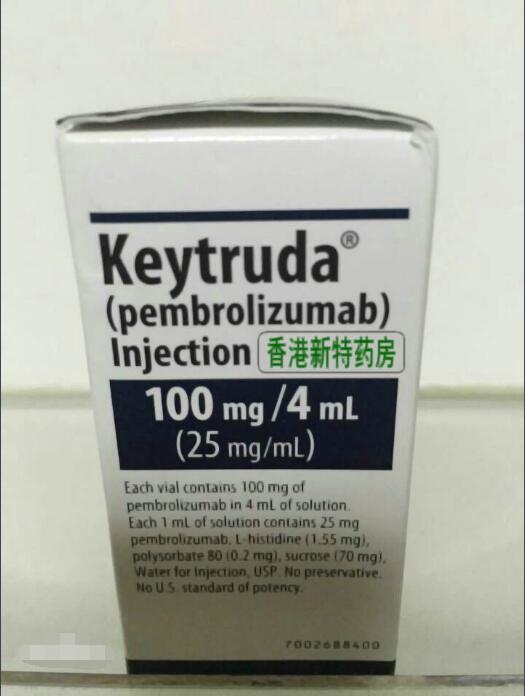 Keytruda®
(pembrolizumab)
Injection 香港新特药房
100 mg/4 mL
(25 mg/mL)
Each vial contains 100 mg of
pembrolizumab in 4 mL of solution.
Each 1 mL of solution contains 25 mg
pembrolizumab, L-histidine (1.55 mg),
polysorbate 80 (0.2 mg), sucrose (70 mg),
Water for Injection, USP. No preservative.
No U.S. standard of potency.
7002688400